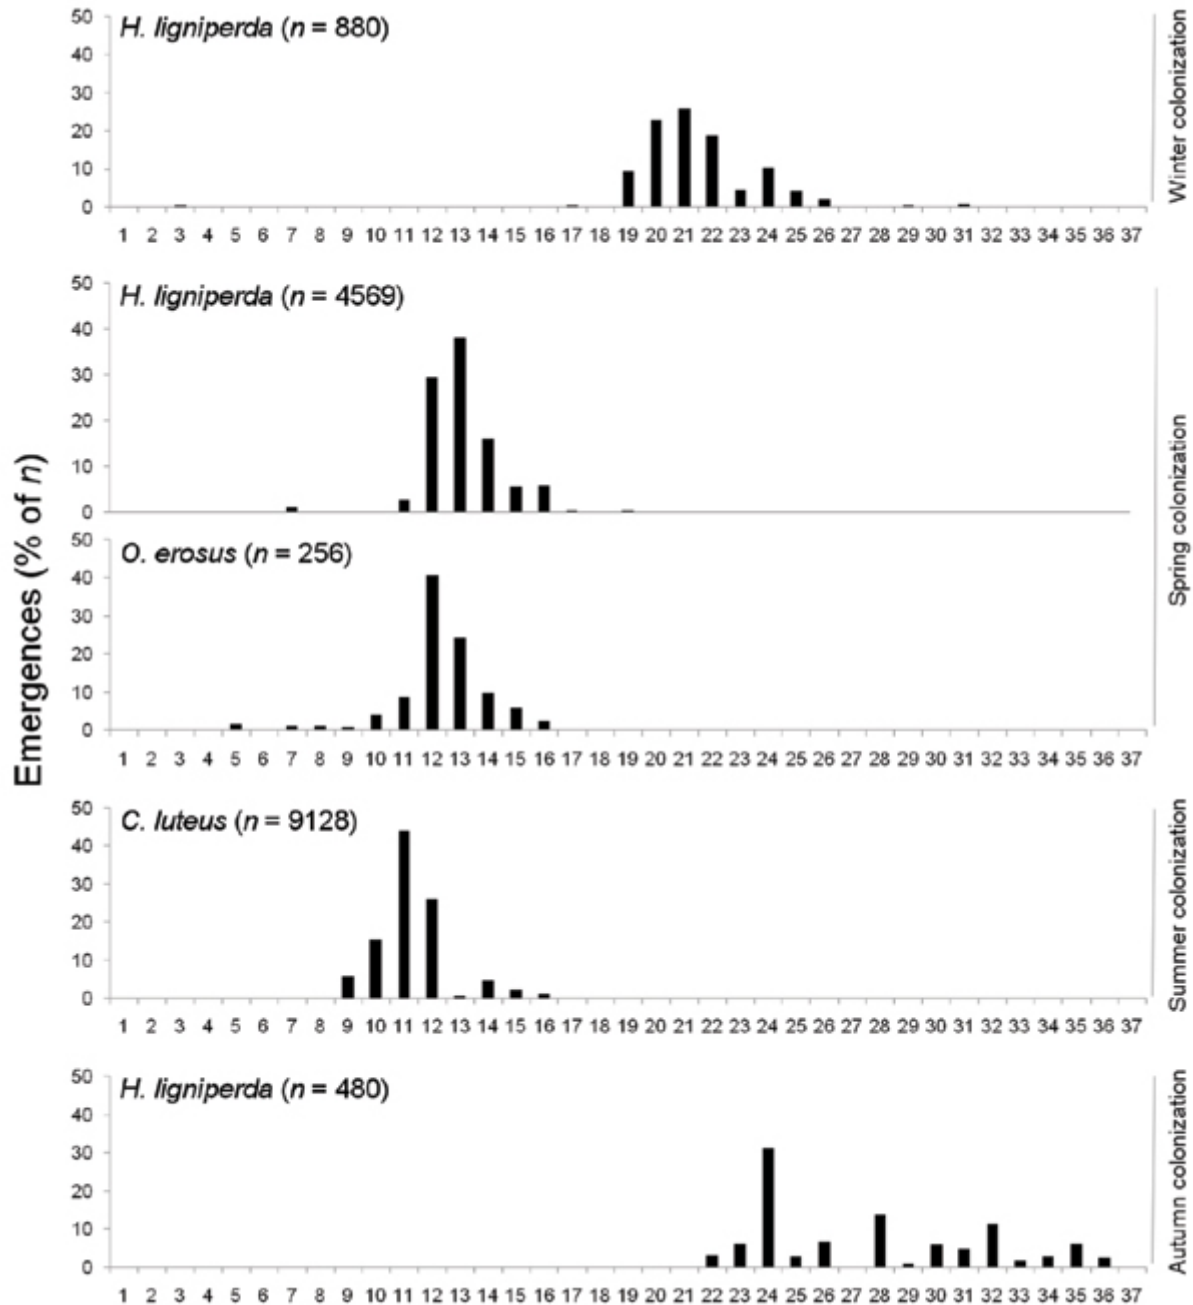 Emergences (% of n)
50
40
30
20
10
0
H. ligniperda (n = 880)
Winter colonization
1 2 3 4 5 6 7 8 9 10 11 12 13 14 15 16 17 18 19 20 21 22 23 24 25 26 27 28 29 30 31 32 33 34 35 36 37
50
40
30
20
10
0
H. ligniperda (n = 4569)
Spring colonization
50
40
30
20
10
0
O. erosus (n = 256)
1 2 3 4 5 6 7 8 9 10 11 12 13 14 15 16 17 18 19 20 21 22 23 24 25 26 27 28 29 30 31 32 33 34 35 36 37
50
40
30
20
10
0
C. luteus (n = 9128)
Summer colonization
1 2 3 4 5 6 7 8 9 10 11 12 13 14 15 16 17 18 19 20 21 22 23 24 25 26 27 28 29 30 31 32 33 34 35 36 37
50
40
30
20
10
0
H. ligniperda (n = 480)
Autumn colonization
1 2 3 4 5 6 7 8 9 10 11 12 13 14 15 16 17 18 19 20 21 22 23 24 25 26 27 28 29 30 31 32 33 34 35 36 37